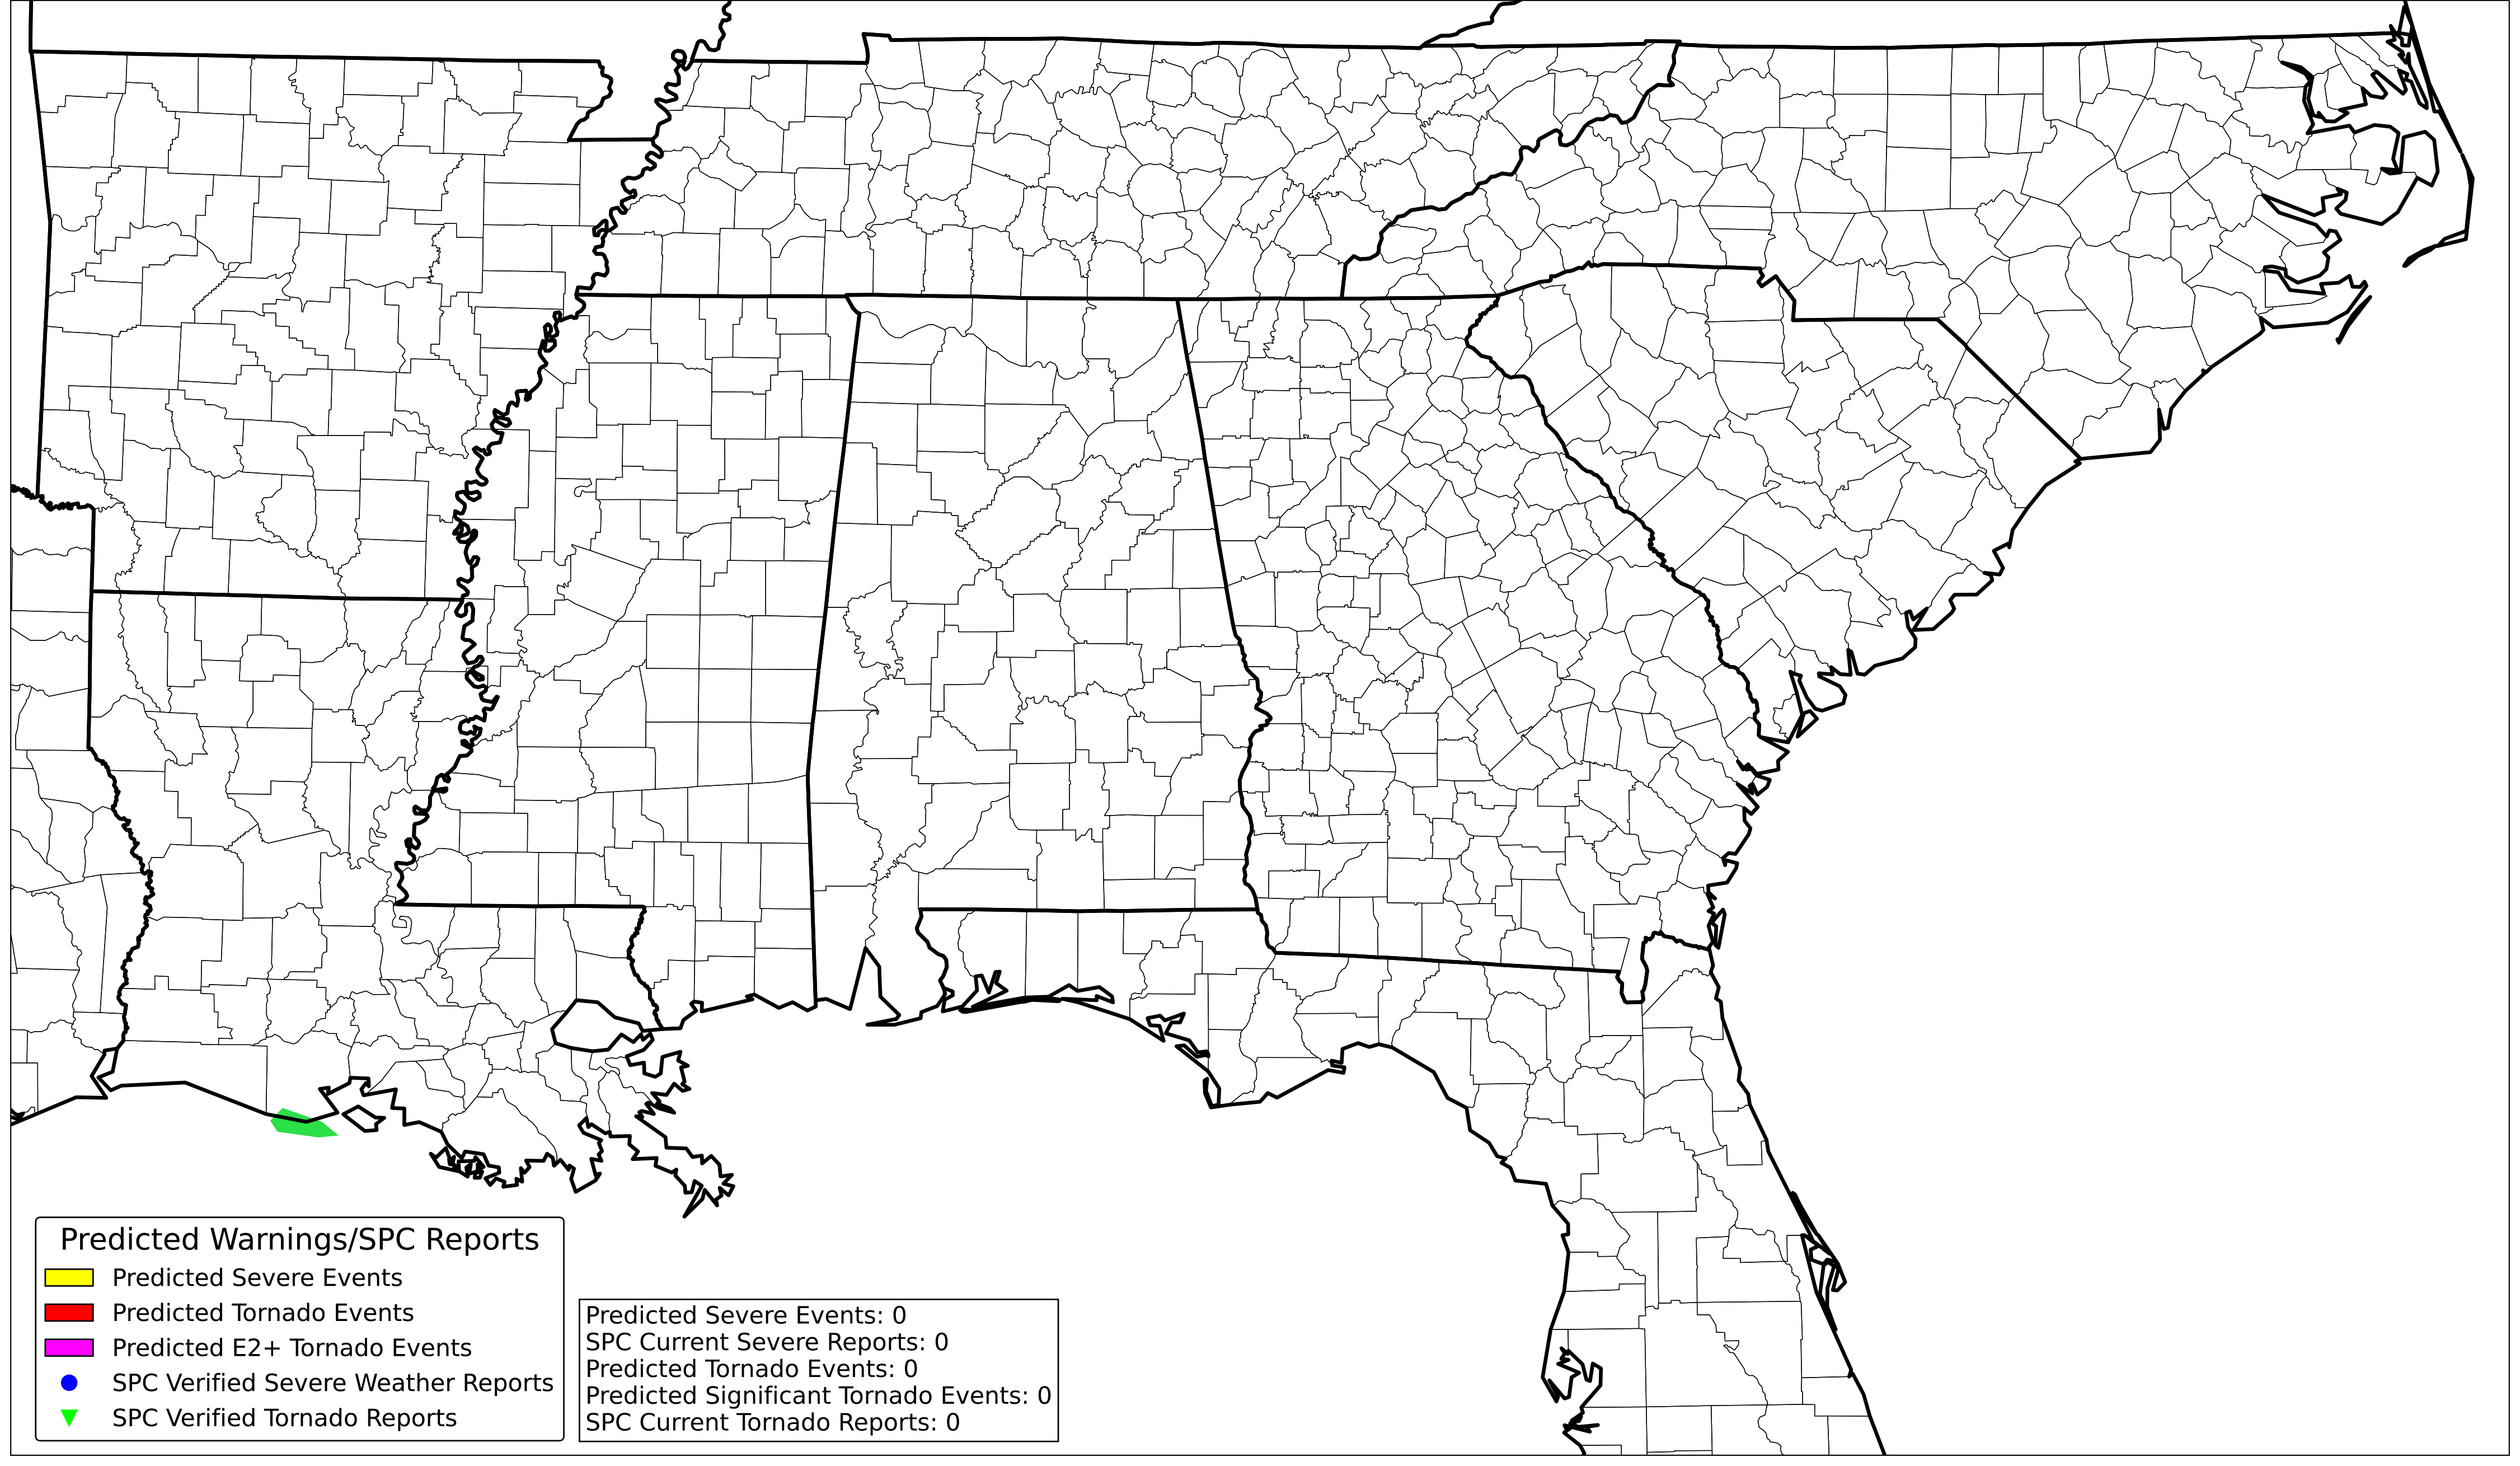 Predicted Warnings/SPC Reports
Predicted Severe Events
Predicted Tornado Events
Predicted E2+ Tornado Events
SPC Verified Severe Weather Reports
SPC Verified Tornado Reports
Predicted Severe Events: 0
SPC Current Severe Reports: 0
Predicted Tornado Events: 0
Predicted Significant Tornado Events: 0
SPC Current Tornado Reports: 0